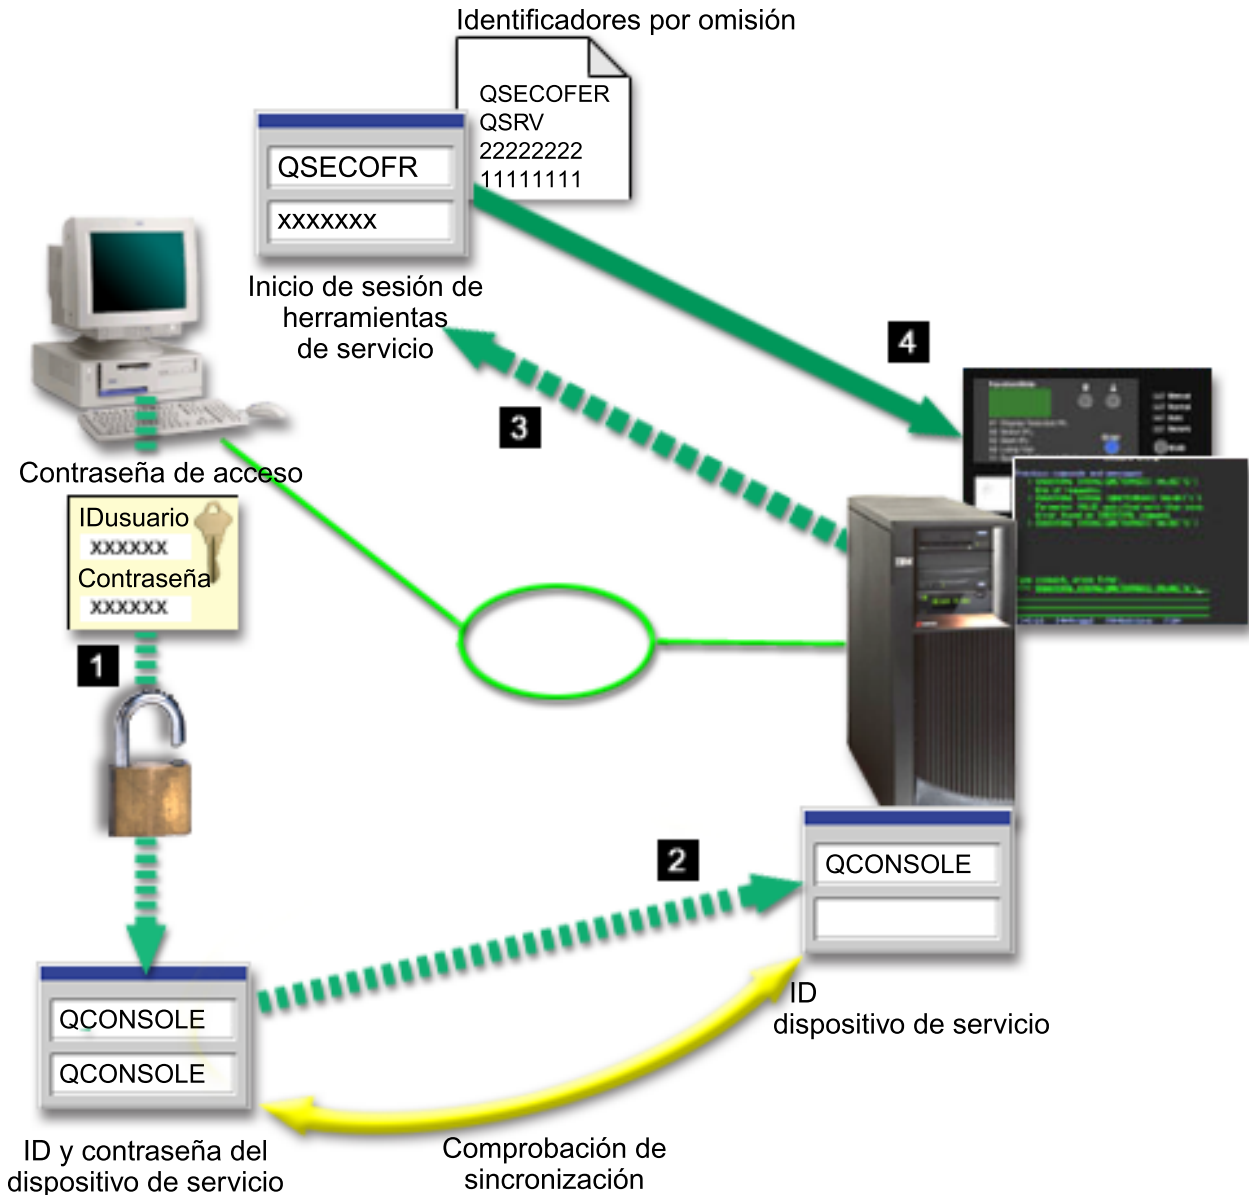 Identificadores por omisión
QSECOFER
QSRV
22222222
11111111
QSECOFR
xxxxxxx
Inicio de sesión de
herramientas
de servicio
4
3
Contraseña de acceso
IDusuario
xxxxxx
Contraseña
xxxxxx
1
IBM
2
QCONSOLE
ID
dispositivo de servicio
QCONSOLE
QCONSOLE
ID y contraseña del
dispositivo de servicio
Comprobación de
sincronización